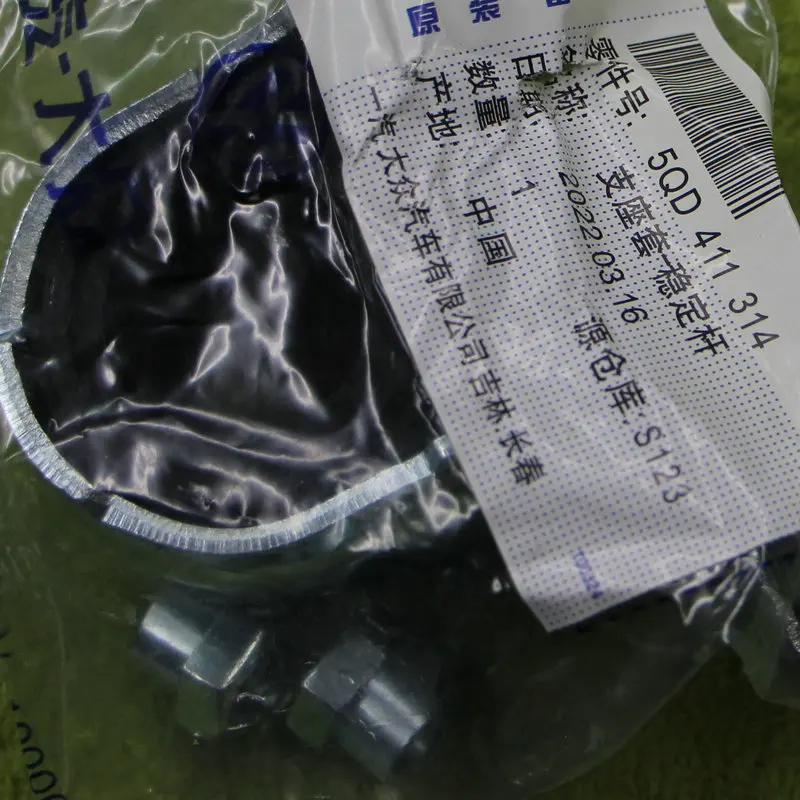 原装
零件号: 5QD 411 314
名称: 支座套-稳定杆
日期 2022 03 16
数量 1 源仓库: S123
产地: 中国
一汽 大众汽车有限公司吉林 长春